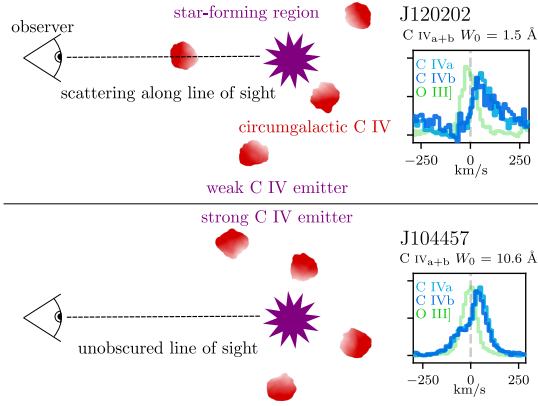 star-forming region
observer
scattering along line of sight
circumgalactic C IV
weak C IV emitter
J120202
C IVa+b W0 = 1.5 Å
C IVa
C IVb
O III]
−250 0 250
km/s
strong C IV emitter
unobscured line of sight
J104457
C IVa+b W0 = 10.6 Å
C IVa
C IVb
O III]
−250 0 250
km/s